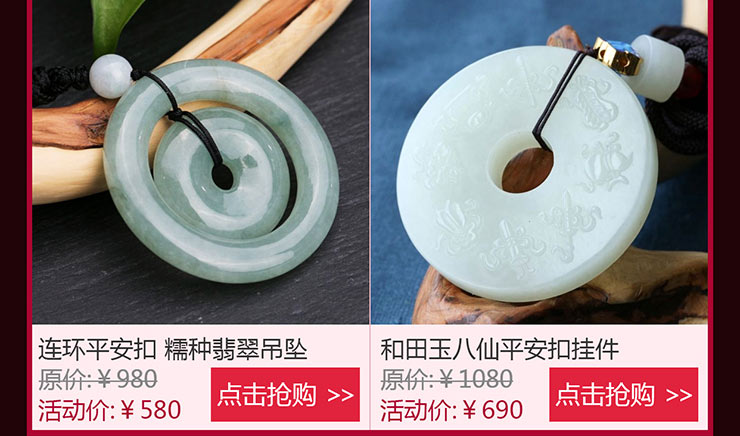 连环平安扣 糯种翡翠吊坠
原价:¥980
活动价:¥580
点击抢购 >>
和田玉八仙平安扣挂件
原价:¥1080
活动价:¥690
点击抢购 >>